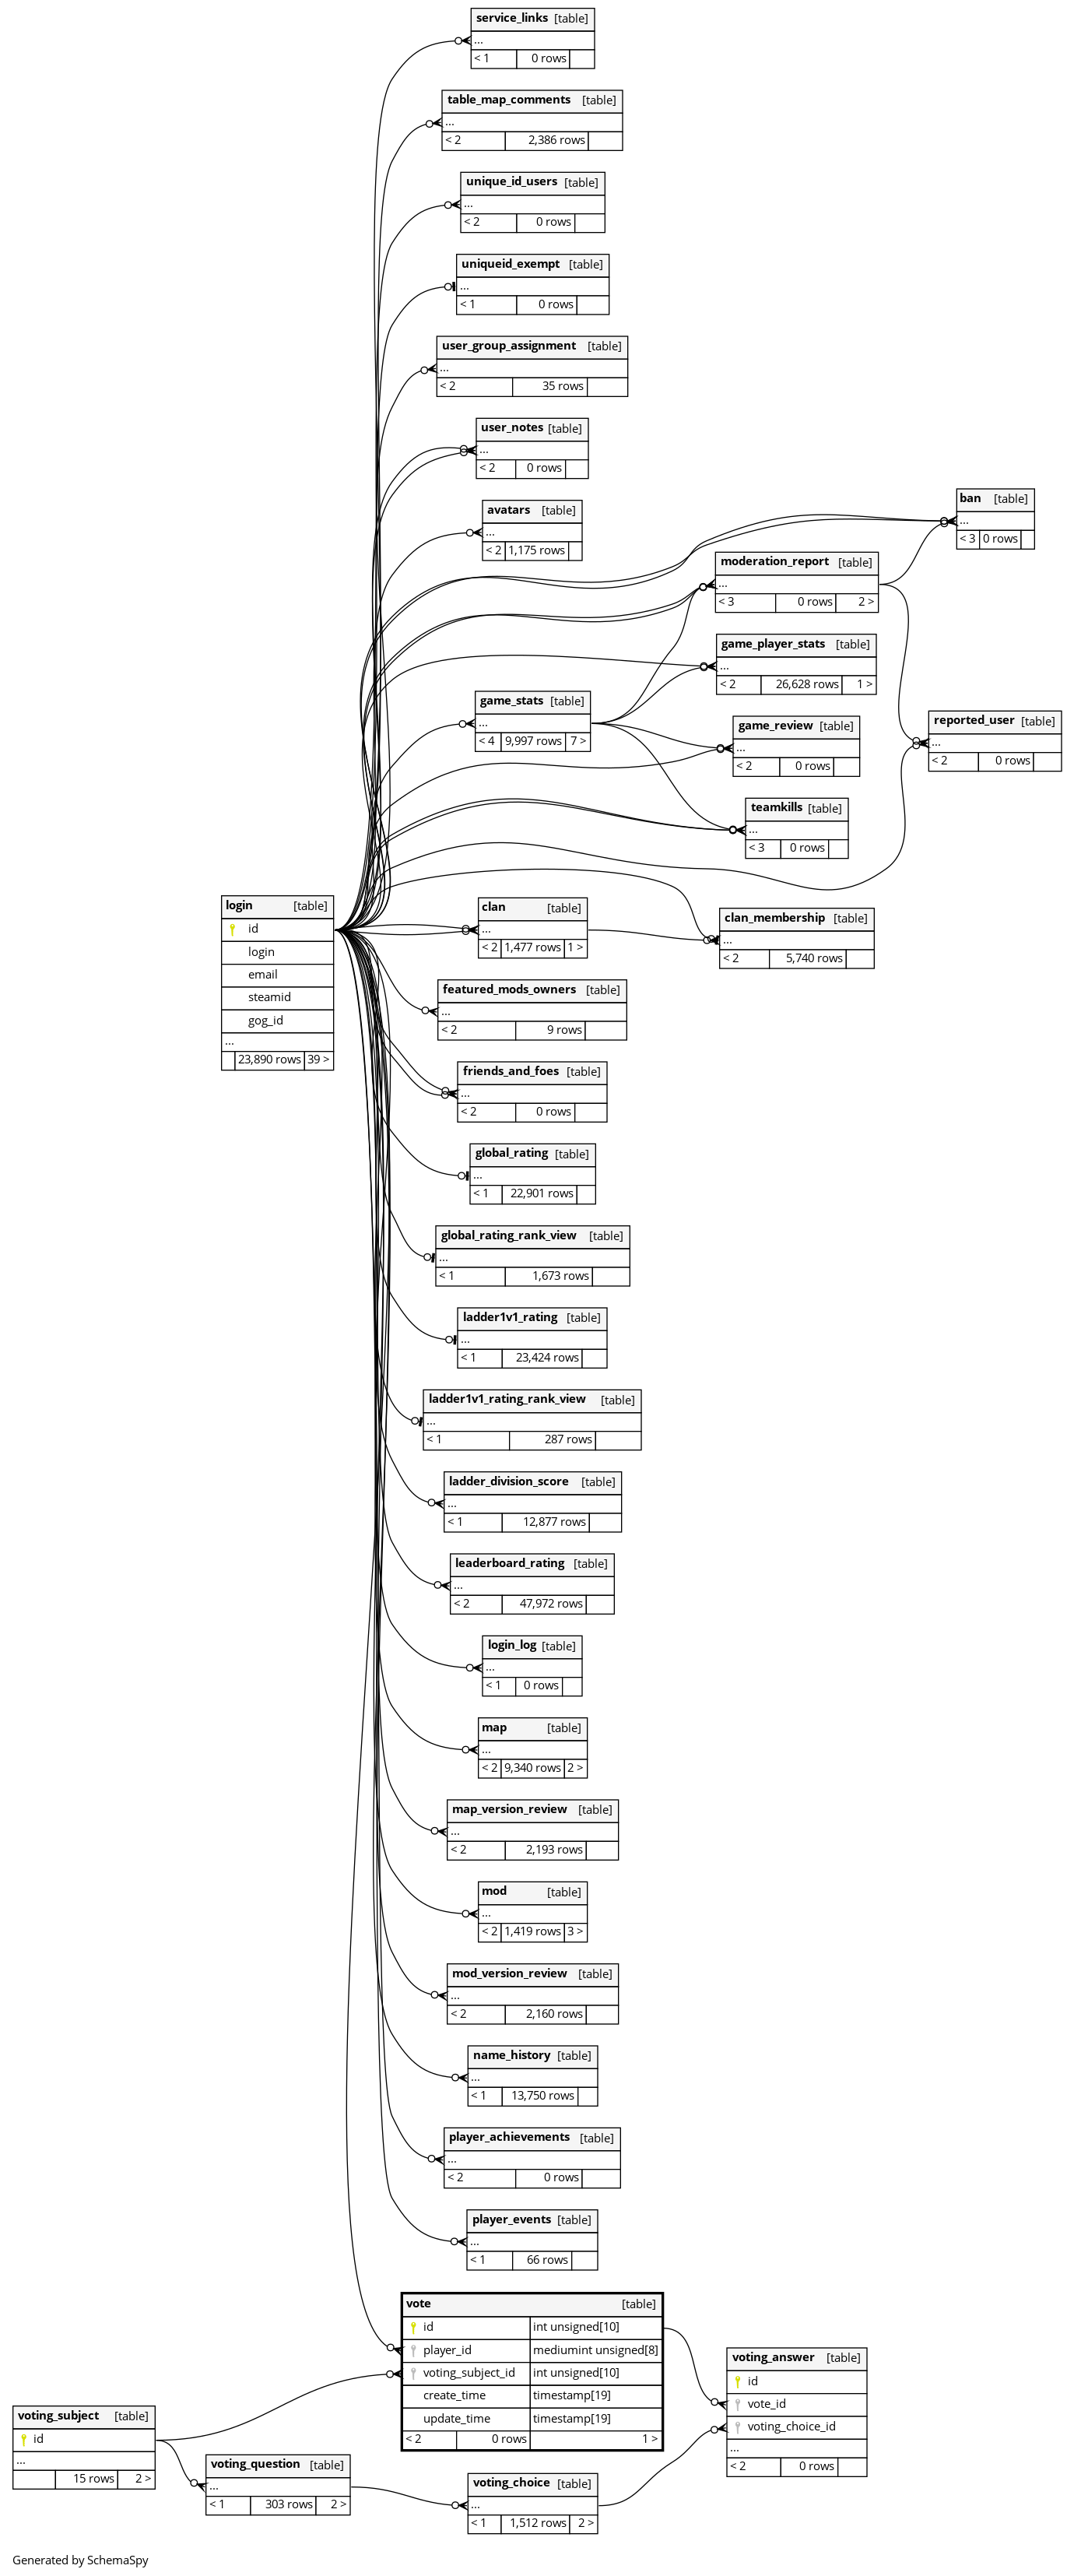 service_links [table]
...
< 1 0 rows
table_map_comments [table]
...
< 2 2,386 rows
unique_id_users [table]
...
< 2 0 rows
uniqueid_exempt [table]
...
< 1 0 rows
user_group_assignment [table]
...
< 2 35 rows
user_notes [table]
...
< 2 0 rows
avatars [table]
...
< 2 1,175 rows
ban [table]
...
< 3 0 rows
moderation_report [table]
...
< 3 0 rows 2 >
game_player_stats [table]
...
< 2 26,628 rows 1 >
game_stats [table]
...
< 4 9,997 rows 7 >
game_review [table]
...
< 2 0 rows
reported_user [table]
...
< 2 0 rows
teamkills [table]
...
< 3 0 rows
login [table]
id
login
email
steamid
gog_id
...
23,890 rows 39 >
clan [table]
...
< 2 1,477 rows 1 >
clan_membership [table]
...
< 2 5,740 rows
featured_mods_owners [table]
...
< 2 9 rows
friends_and_foes [table]
...
< 2 0 rows
global_rating [table]
...
< 1 22,901 rows
global_rating_rank_view [table]
...
< 1 1,673 rows
ladder1v1_rating [table]
...
< 1 23,424 rows
ladder1v1_rating_rank_view [table]
...
< 1 287 rows
ladder_division_score [table]
...
< 1 12,877 rows
leaderboard_rating [table]
...
< 2 47,972 rows
login_log [table]
...
< 1 0 rows
map [table]
...
< 2 9,340 rows 2 >
map_version_review [table]
...
< 2 2,193 rows
mod [table]
...
< 2 1,419 rows 3 >
mod_version_review [table]
...
< 2 2,160 rows
name_history [table]
...
< 1 13,750 rows
player_achievements [table]
...
< 2 0 rows
player_events [table]
...
< 1 66 rows
vote [table]
id int unsigned[10]
player_id mediumint unsigned[8]
voting_subject_id int unsigned[10]
create_time timestamp[19]
update_time timestamp[19]
< 2 0 rows 1 >
voting_answer [table]
id
vote_id
voting_choice_id
...
< 2 0 rows
voting_subject [table]
id
...
15 rows 2 >
voting_question [table]
...
< 1 303 rows 2 >
voting_choice [table]
...
< 1 1,512 rows 2 >
Generated by SchemaSpy